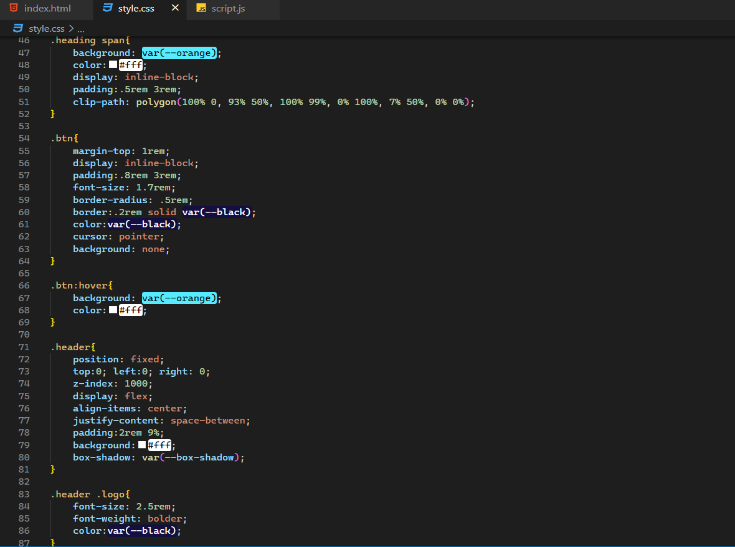 index.html style.css × JS script.js
style.css > ...
46 .heading span{
47 background: var(--orange);
48 color: #fff;
49 display: inline-block;
50 padding:.5rem 3rem;
51 clip-path: polygon(100% 0, 93% 50%, 100% 99%, 0% 100%, 7% 50%, 0% 0%);
52 }
53
54 .btn{
55 margin-top: 1rem;
56 display: inline-block;
57 padding:.8rem 3rem;
58 font-size: 1.7rem;
59 border-radius: .5rem;
60 border:.2rem solid var(--black);
61 color:var(--black);
62 cursor: pointer;
63 background: none;
64 }
65
66 .btn:hover{
67 background: var(--orange);
68 color: #fff;
69 }
70
71 .header{
72 position: fixed;
73 top:0; left:0; right: 0;
74 z-index: 1000;
75 display: flex;
76 align-items: center;
77 justify-content: space-between;
78 padding:2rem 9%;
79 background: #fff;
80 box-shadow: var(--box-shadow);
81 }
82
83 .header .logo{
84 font-size: 2.5rem;
85 font-weight: bolder;
86 color:var(--black);
87 }